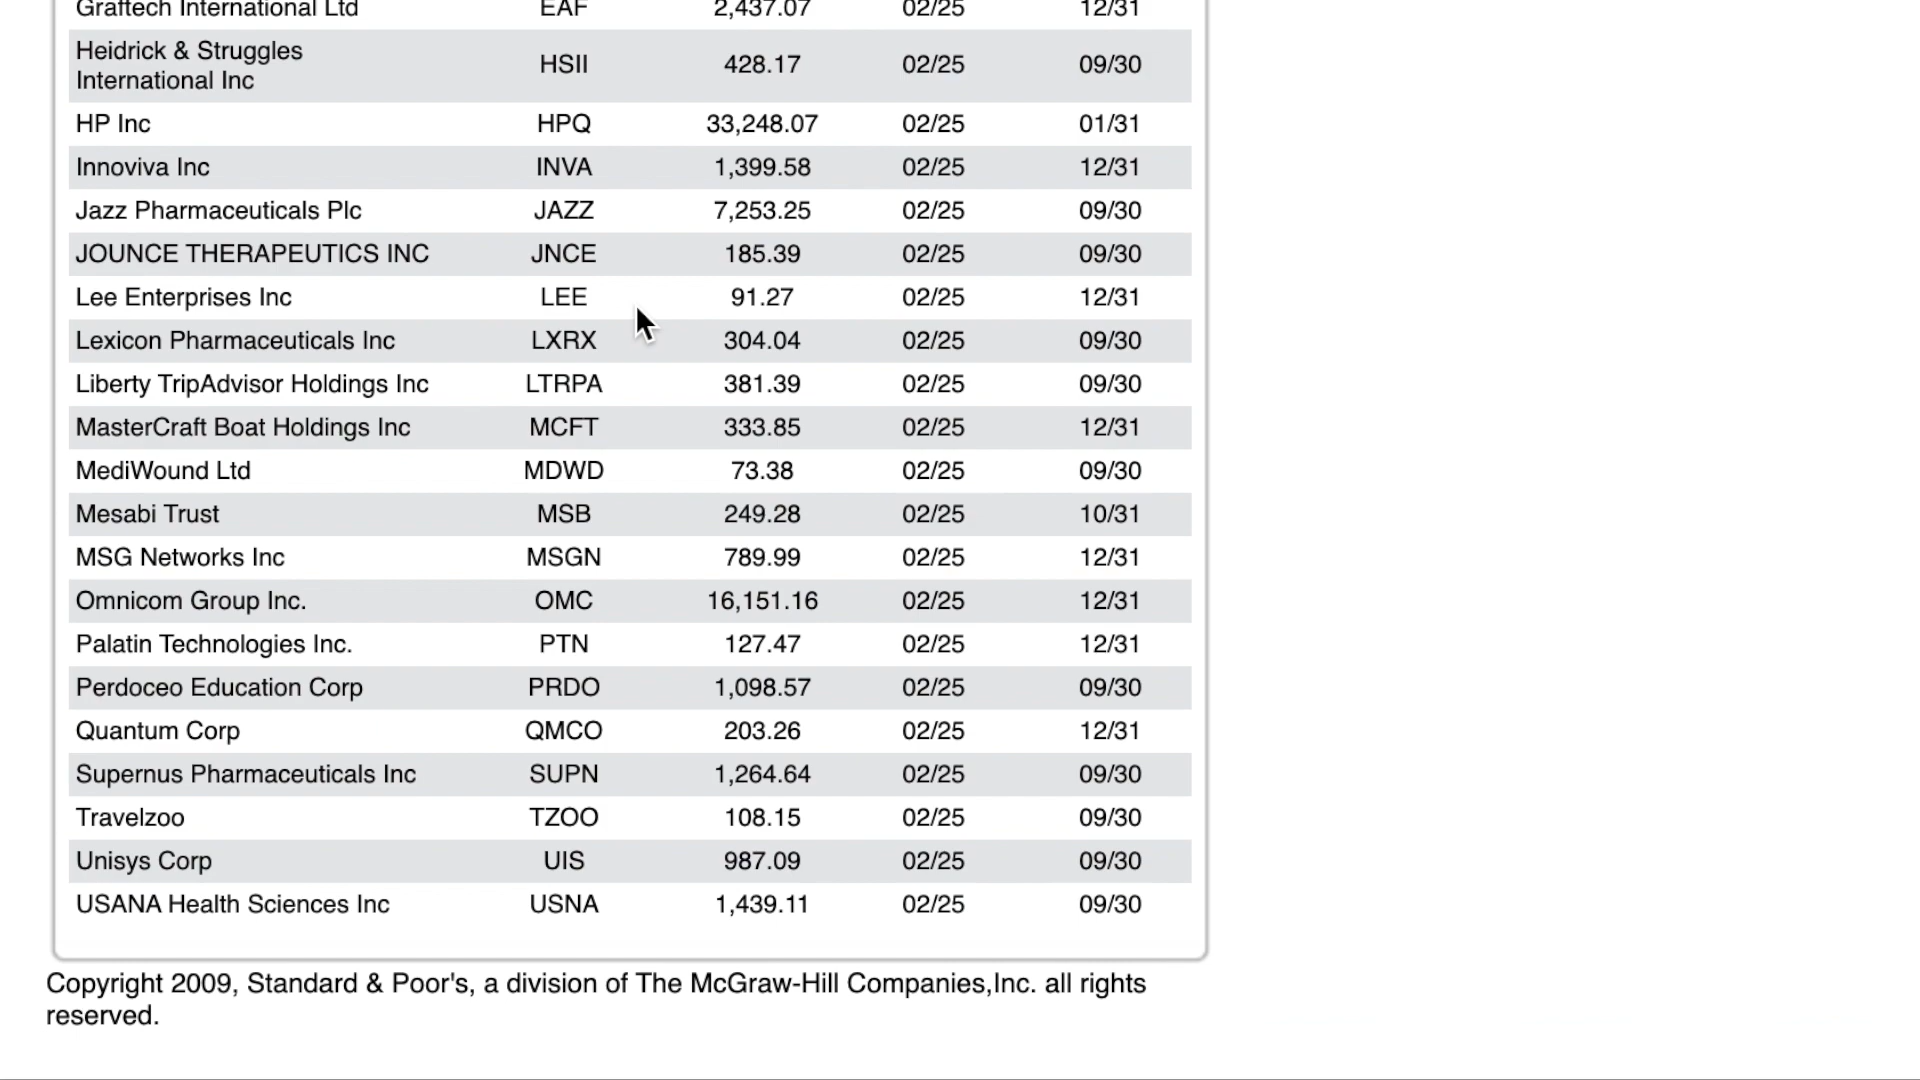 Graftech International Ltd EAF 2,437.07 02/25 12/31
Heidrick & Struggles
International Inc HSII 428.17 02/25 09/30
HP Inc HPQ 33,248.07 02/25 01/31
Innoviva Inc INVA 1,399.58 02/25 12/31
Jazz Pharmaceuticals Plc JAZZ 7,253.25 02/25 09/30
JOUNCE THERAPEUTICS INC JNCE 185.39 02/25 09/30
Lee Enterprises Inc LEE 91.27 02/25 12/31
Lexicon Pharmaceuticals Inc LXRX 304.04 02/25 09/30
Liberty TripAdvisor Holdings Inc LTRPA 381.39 02/25 09/30
MasterCraft Boat Holdings Inc MCFT 333.85 02/25 12/31
MediWound Ltd MDWD 73.38 02/25 09/30
Mesabi Trust MSB 249.28 02/25 10/31
MSG Networks Inc MSGN 789.99 02/25 12/31
Omnicom Group Inc. OMC 16,151.16 02/25 12/31
Palatin Technologies Inc. PTN 127.47 02/25 12/31
Perdoceo Education Corp PRDO 1,098.57 02/25 09/30
Quantum Corp QMCO 203.26 02/25 12/31
Supernus Pharmaceuticals Inc SUPN 1,264.64 02/25 09/30
Travelzoo TZOO 108.15 02/25 09/30
Unisys Corp UIS 987.09 02/25 09/30
USANA Health Sciences Inc USNA 1,439.11 02/25 09/30
Copyright 2009, Standard & Poor's, a division of The McGraw-Hill Companies,Inc. all rights
reserved.